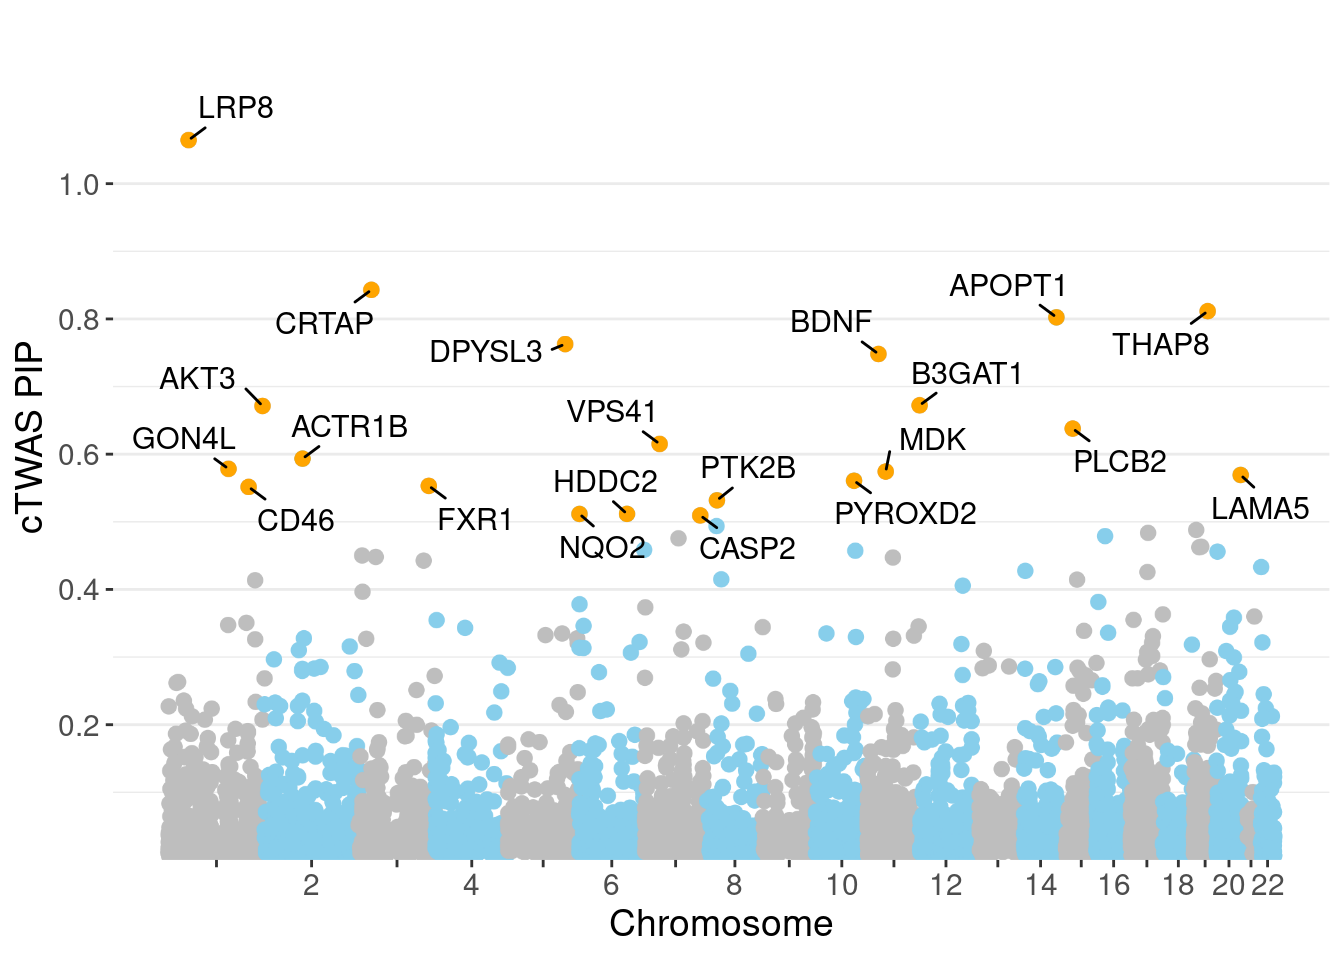 LRP8
1.0
APOPT1
0.8
CRTAP
BDNF
THAP8
DPYSL3
AKT3
B3GAT1
VPS41
ACTR1B
GON4L
MDK
0.6
PLCB2
PTK2B
HDDC2
CD46
FXR1
PYROXD2
LAMA5
NQO2
CASP2
cTWAS PIP
0.4
0.2
2 4 6 8 10 12 14 16 18 20 22
Chromosome